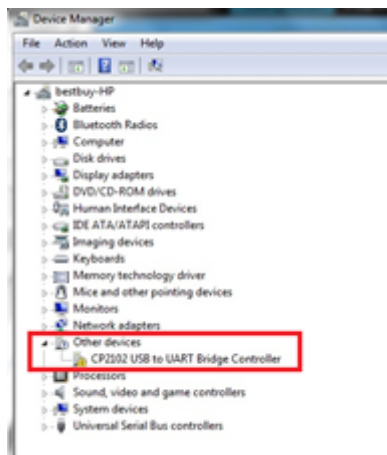 Device Manager
File Action View Help
bestbuy-HP
Batteries
Bluetooth Radios
Computer
Disk drives
Display adapters
DVD/CD-ROM drives
Human Interface Devices
IDE ATA/ATAPI controllers
Imaging devices
Keyboards
Memory technology driver
Mice and other pointing devices
Monitors
Network adapters
Other devices
CP2102 USB to UART Bridge Controller
Processors
Sound, video and game controllers
System devices
Universal Serial Bus controllers